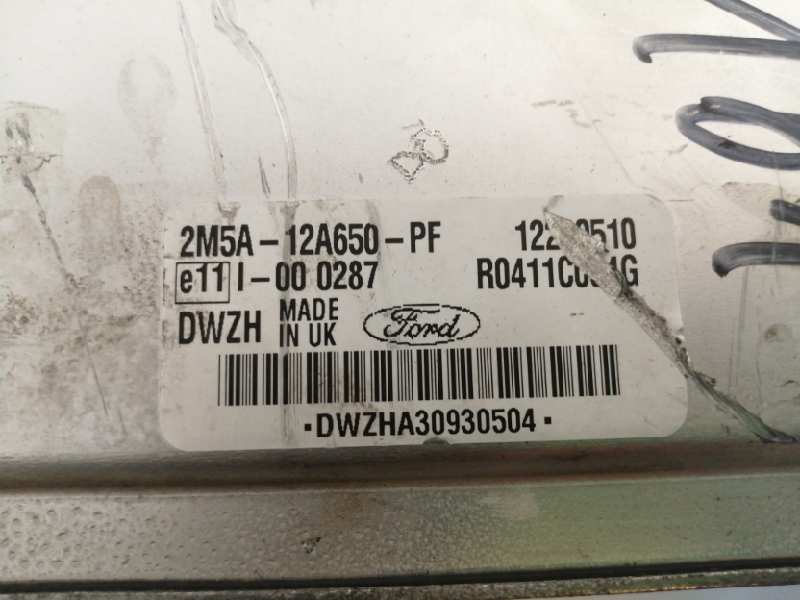 2M5A-12A650-PF
e11 I-00 0287
DWZH MADE IN UK Ford
·DWZHA30930504·